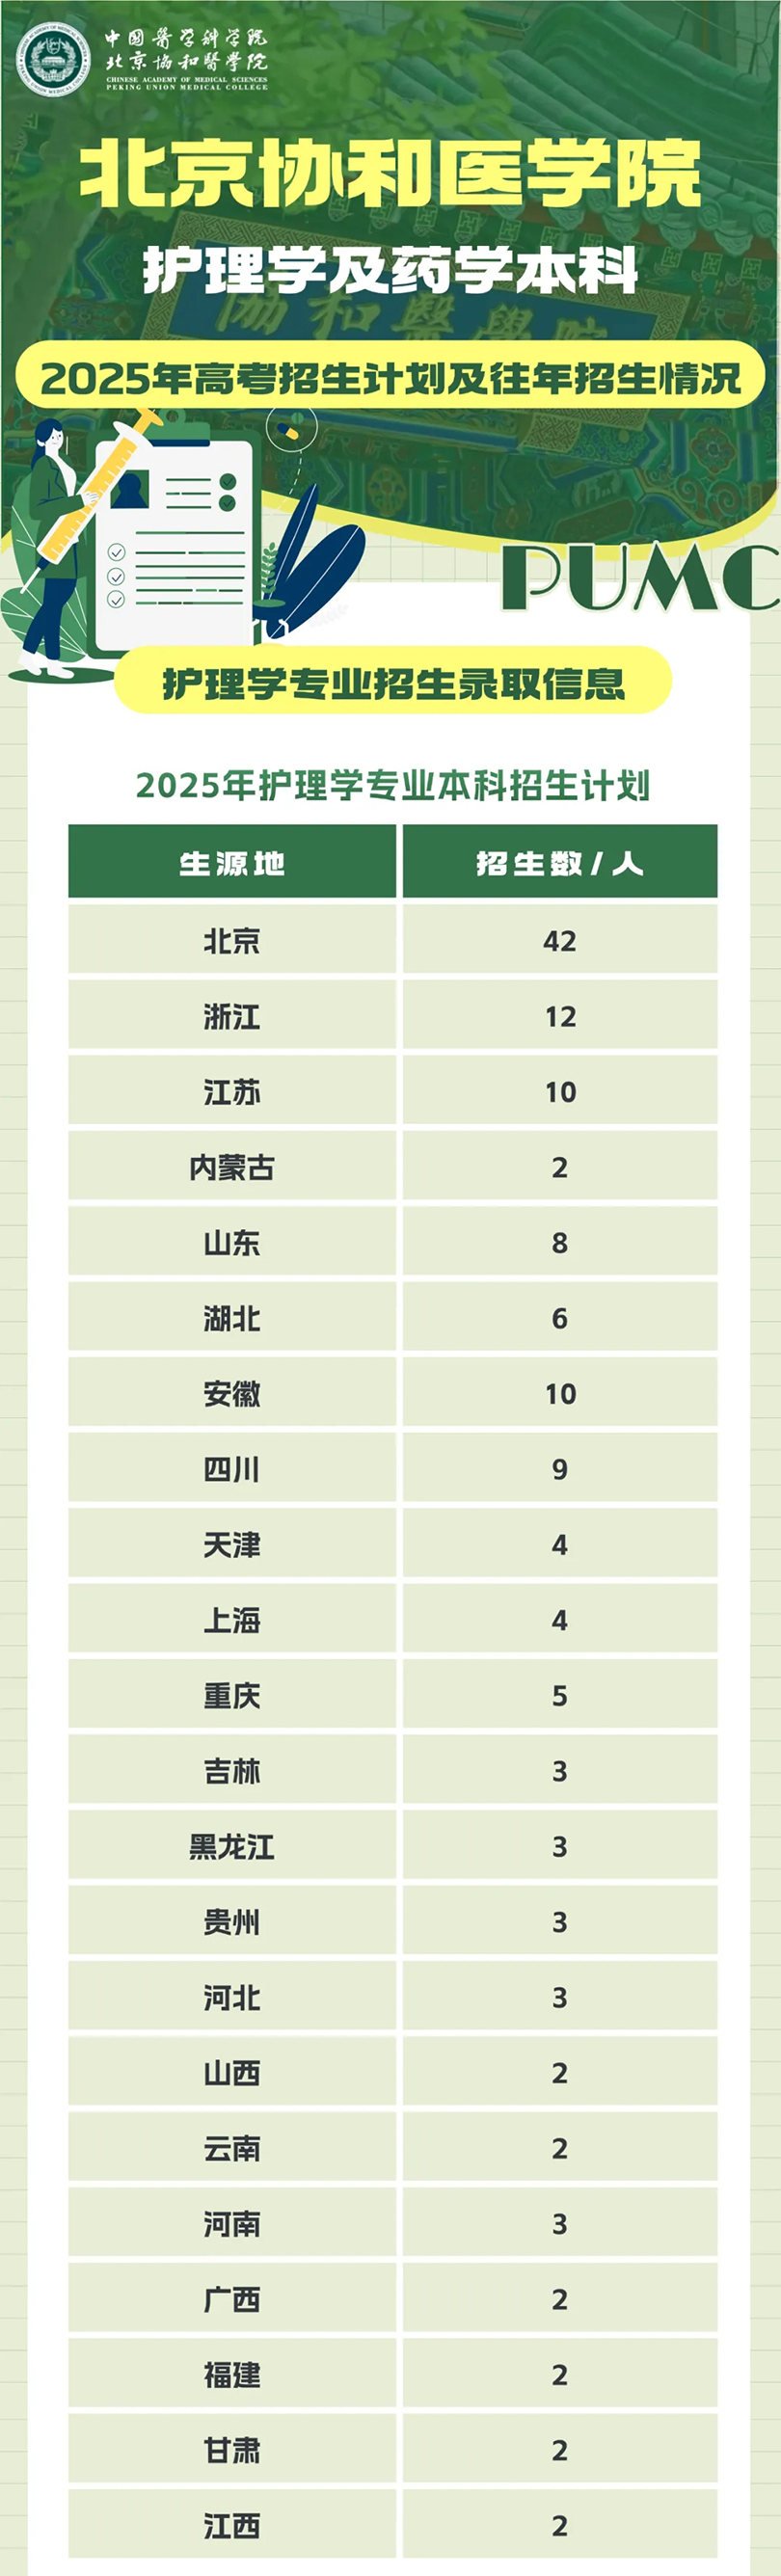 中国医学科学院
北京协和医学院
CHINESE ACADEMY OF MEDICAL SCIENCES
PEKING UNION MEDICAL COLLEGE
北京协和医学院
护理学及药学本科
協和醫學院
2025年高考招生计划及往年招生情况
PUMC
护理学专业招生录取信息
2025年护理学专业本科招生计划
生源地 招生数/人
北京 42
浙江 12
江苏 10
内蒙古 2
山东 8
湖北 6
安徽 10
四川 9
天津 4
上海 4
重庆 5
吉林 3
黑龙江 3
贵州 3
河北 3
山西 2
云南 2
河南 3
广西 2
福建 2
甘肃 2
江西 2